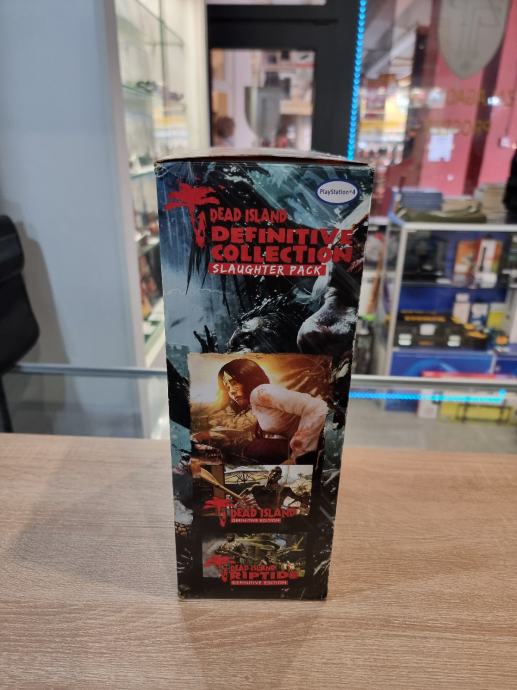 PlayStation®4
DEAD ISLAND
DEFINITIVE
COLLECTION
SLAUGHTER PACK
DEAD ISLAND
DEFINITIVE EDITION
DEAD ISLAND
RIPTIDE
DEFINITIVE EDITION